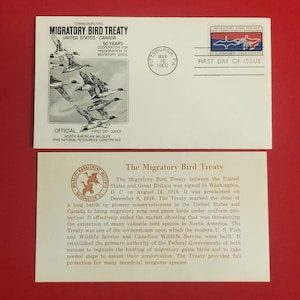 COMMEMORATING
MIGRATORY BIRD TREATY
UNITED STATES - CANADA
50 YEARS
COOPERATION FOR
PRESERVATION OF
MIGRATORY BIRDS
OFFICIAL FIRST DAY COVER
NORTH AMERICAN WILDLIFE
AND NATURAL RESOURCES CONFERENCE
PITTSBURGH, PA.
MAR
1966
FIRST DAY OF ISSUE
The Migratory Bird Treaty
The Migratory Bird Treaty between the United
States and Great Britain was signed in Washington,
D. C. on August 16, 1916. It was proclaimed on
December 8, 1916. The Treaty marked the close of
a long battle by pioneer conservationists in the United States and
Canada to bring migratory song and game birds under uniform pro-
tection. It effectively ended the market shooting that was threatening
the extinction of many valuable bird species in North America. The
Treaty was one of the cornerstones upon which the modern U. S. Fish
and Wildlife Service and Canadian Wildlife Service were built. It
established the primary authority of the Federal Governments of both
nations to regulate the hunting of migratory game birds and to take
needed steps to assure their preservation. The Treaty provided full
protection for many beneficial nongame species.